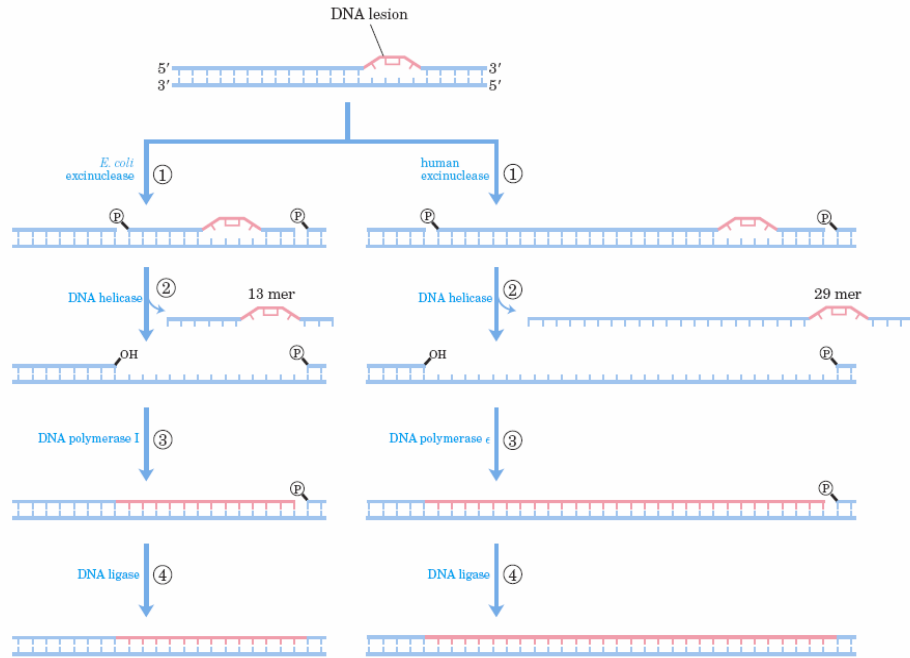 DNA lesion
5′ 3′
3′ 5′
E. coli
excinuclease ①
human
excinuclease ①
P P P P
DNA helicase ② 13 mer
DNA helicase ② 29 mer
OH P OH P
DNA polymerase I ③
DNA polymerase ϵ ③
P P
DNA ligase ④
DNA ligase ④